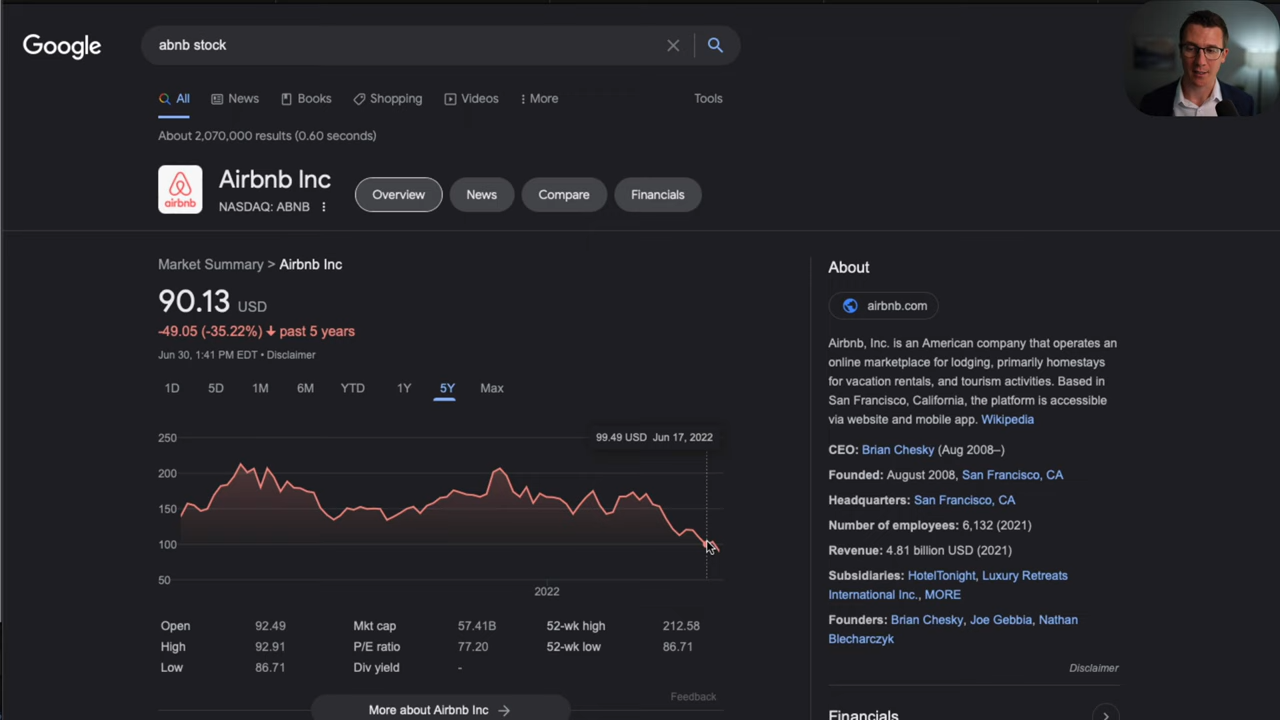 Google
abnb stock
All
News
Books
Shopping
Videos
More
Tools
About 2,070,000 results (0.60 seconds)
airbnb
Airbnb Inc
NASDAQ: ABNB
Overview
News
Compare
Financials
Market Summary > Airbnb Inc
90.13 USD
-49.05 (-35.22%) ↓ past 5 years
Jun 30, 1:41 PM EDT • Disclaimer
1D 5D 1M 6M YTD 1Y 5Y Max
99.49 USD Jun 17, 2022
250
200
150
100
50
2022
Open 92.49 Mkt cap 57.41B 52-wk high 212.58
High 92.91 P/E ratio 77.20 52-wk low 86.71
Low 86.71 Div yield -
Feedback
More about Airbnb Inc →
About
airbnb.com
Airbnb, Inc. is an American company that operates an
online marketplace for lodging, primarily homestays
for vacation rentals, and tourism activities. Based in
San Francisco, California, the platform is accessible
via website and mobile app. Wikipedia
CEO: Brian Chesky (Aug 2008–)
Founded: August 2008, San Francisco, CA
Headquarters: San Francisco, CA
Number of employees: 6,132 (2021)
Revenue: 4.81 billion USD (2021)
Subsidiaries: HotelTonight, Luxury Retreats
International Inc., MORE
Founders: Brian Chesky, Joe Gebbia, Nathan
Blecharczyk
Disclaimer
Financials